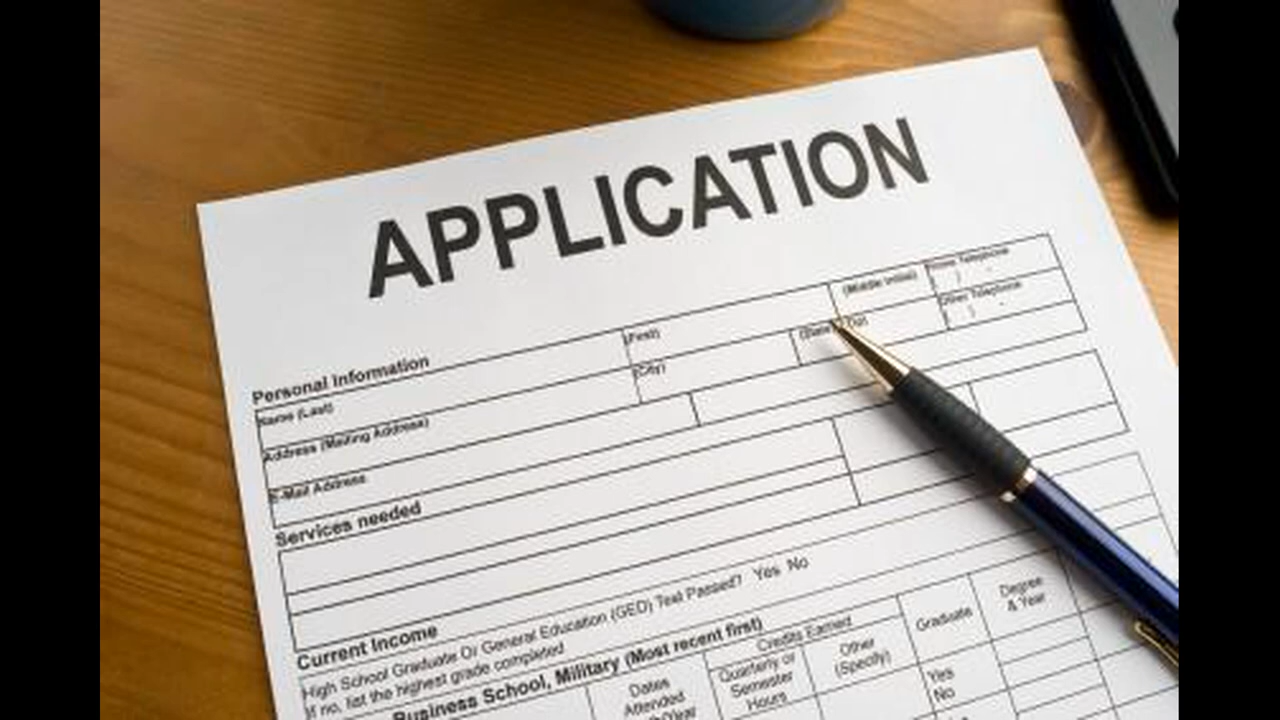 APPLICATION
Personal Information
Name (Last) (First) (Middle Initial) Home Telephone
( ) -
Address (Mailing Address) (City) (State) Other Telephone
( ) -
E-Mail Address
Services needed
Current Income
High School Graduate Or General Education (GED) Test Passed? Yes No
If no, list the highest grade completed
Business School, Military (Most recent first)
Dates
Attended
Credits Earned
Quarterly or
Semester
Hours
Other
(Specify)
Graduate
Degree
& Year
Yes
No